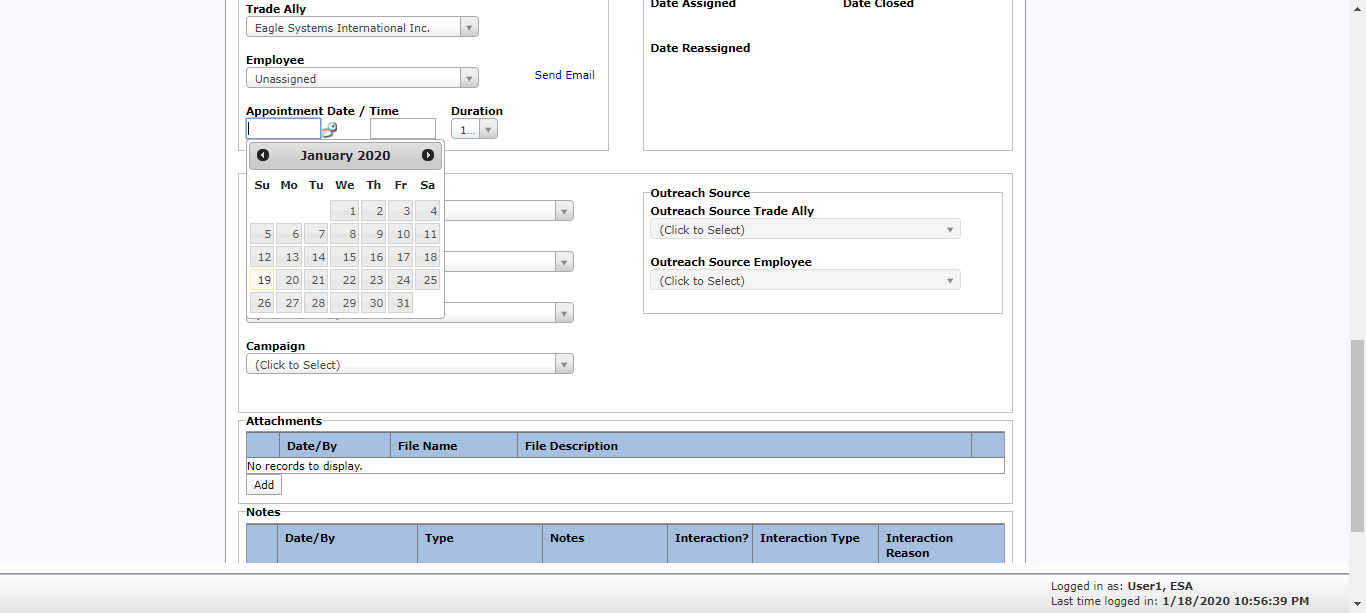 Trade Ally
Eagle Systems International Inc.
Employee
Unassigned
Send Email
Appointment Date / Time
Duration
1...
January 2020
Su Mo Tu We Th Fr Sa
1 2 3 4
5 6 7 8 9 10 11
12 13 14 15 16 17 18
19 20 21 22 23 24 25
26 27 28 29 30 31
Campaign
(Click to Select)
Date Assigned
Date Closed
Date Reassigned
Outreach Source
Outreach Source Trade Ally
(Click to Select)
Outreach Source Employee
(Click to Select)
Attachments
Date/By File Name File Description
No records to display.
Add
Notes
Date/By Type Notes Interaction? Interaction Type Interaction
Reason
Logged in as: User1, ESA
Last time logged in: 1/18/2020 10:56:39 PM